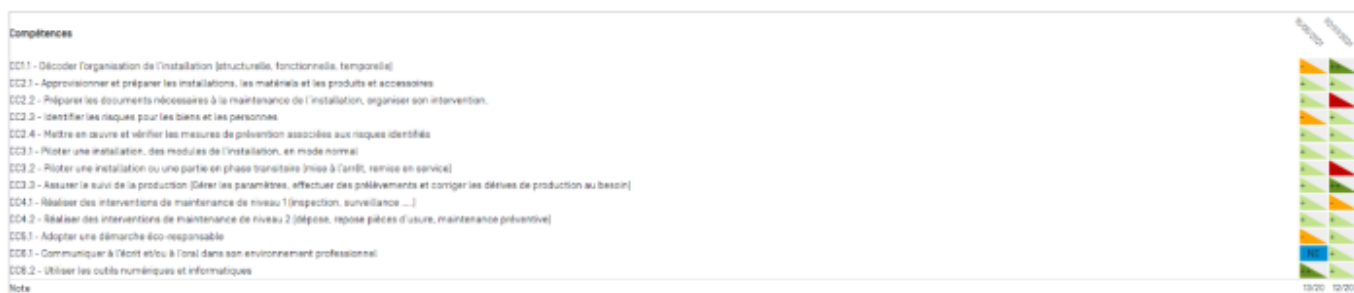 Compétences
CC1.1 - Décoder l'organisation de l'installation (structurelle, fonctionnelle, temporelle)
CC2.1 - Approvisionner et préparer les installations, les matériels et les produits et accessoires
CC2.2 - Préparer les documents nécessaires à la maintenance de l'installation, organiser son intervention.
CC2.3 - Identifier les risques pour les biens et les personnes
CC2.4 - Mettre en œuvre et vérifier les mesures de prévention associées aux risques identifiés
CC3.1 - Piloter une installation, des modules de l'installation, en mode normal
CC3.2 - Piloter une installation ou une partie en phase transitoire (mise à l'arrêt, remise en service)
CC3.3 - Assurer le suivi de la production (Gérer les paramètres, effectuer des prélèvements et corriger les dérives de production au besoin)
CC4.1 - Réaliser des interventions de maintenance de niveau 1 (inspection, surveillance ....)
CC4.2 - Réaliser des interventions de maintenance de niveau 2 (dépose, repose pièces d'usure, maintenance préventive)
CC5.1 - Adopter une démarche éco-responsable
CC6.1 - Communiquer à l'écrit et/ou à l'oral dans son environnement professionnel NE
CC6.2 - Utiliser les outils numériques et informatiques
Note 13/20 12/20